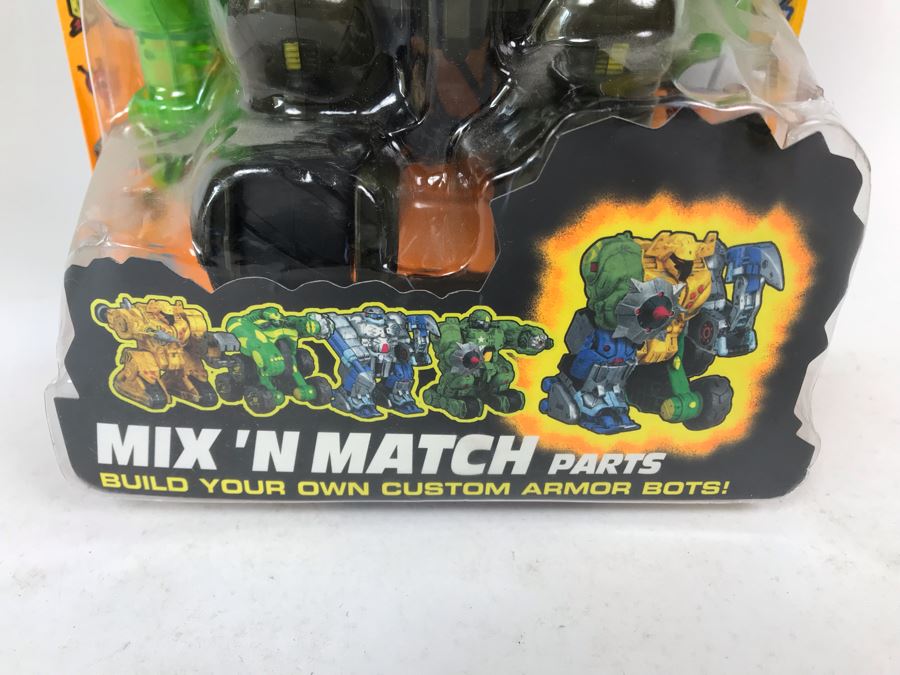 MIX 'N MATCH PARTS
BUILD YOUR OWN CUSTOM ARMOR BOTS!